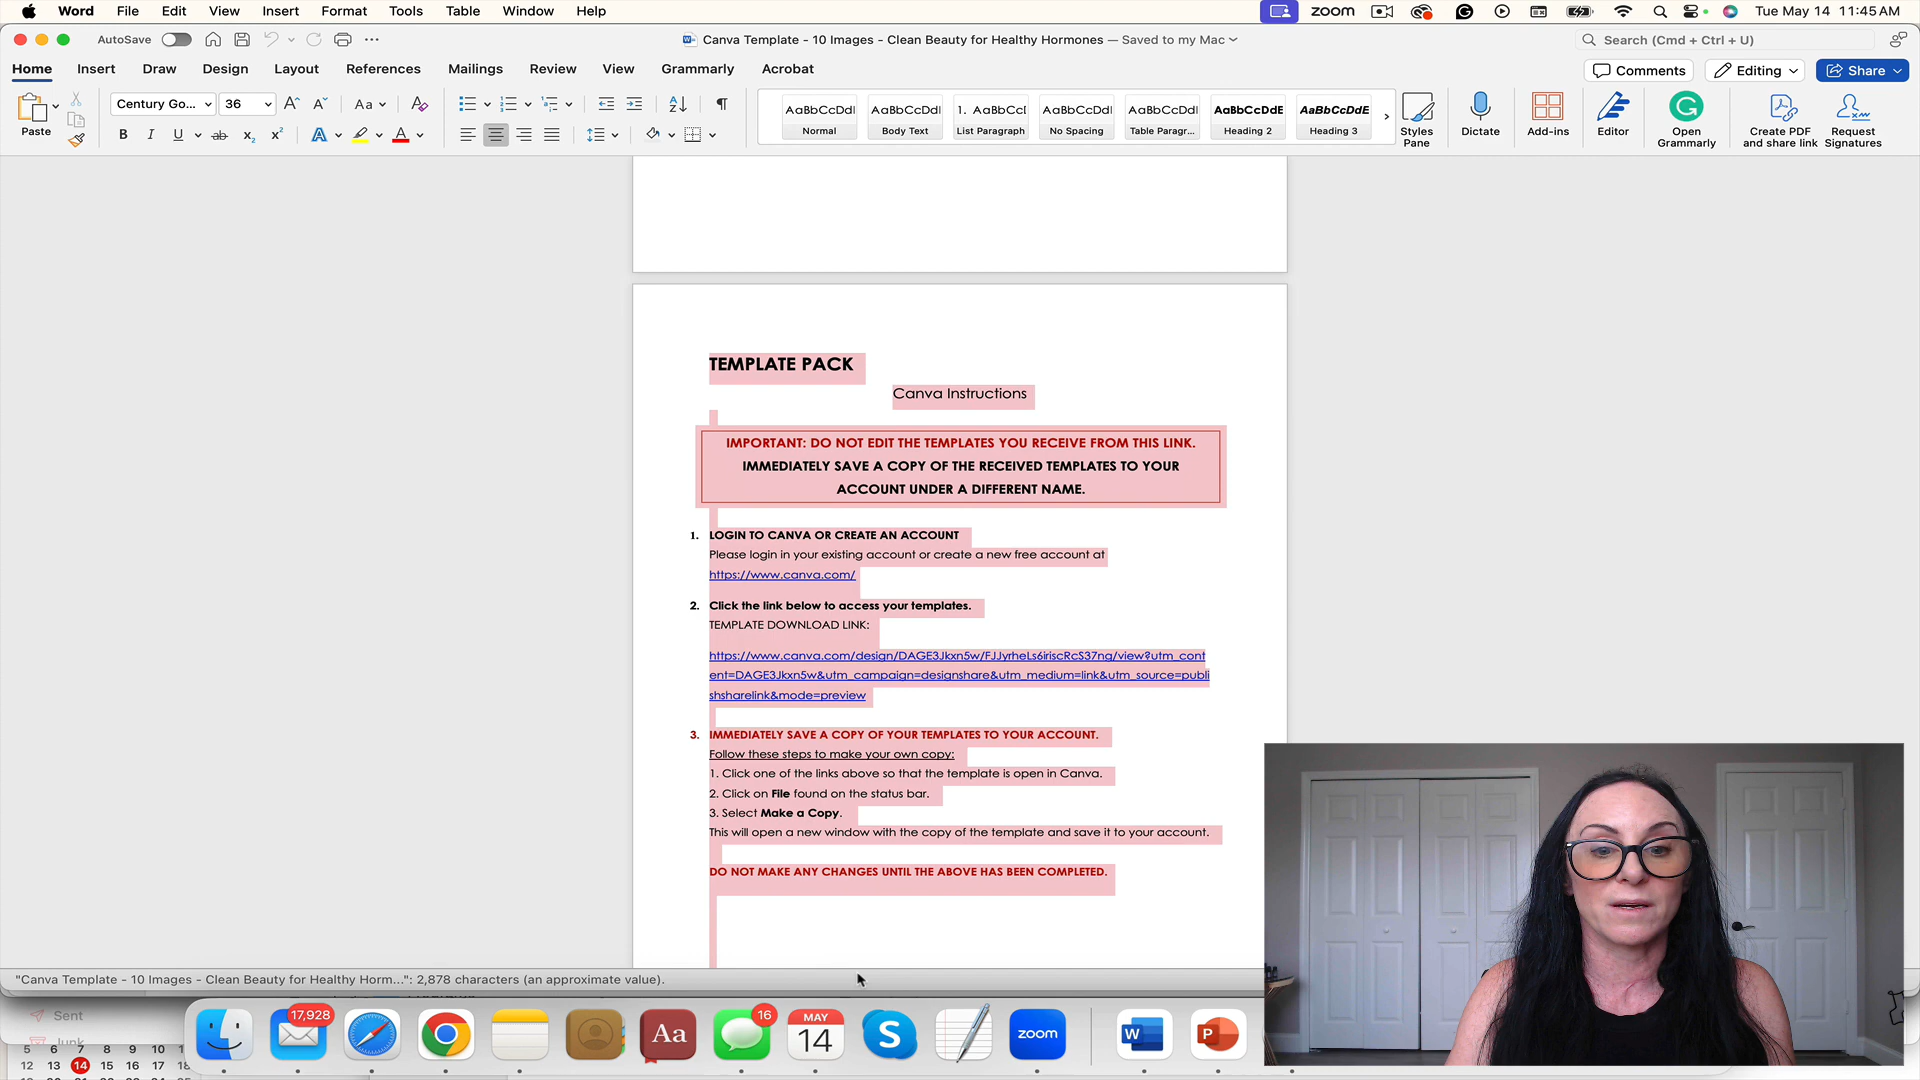 Word File Edit View Insert Format Tools Table Window Help zoom Tue May 14 11:45 AM
AutoSave Canva Template - 10 Images - Clean Beauty for Healthy Hormones — Saved to my Mac Search (Cmd + Ctrl + U)
Home Insert Draw Design Layout References Mailings Review View Grammarly Acrobat Comments Editing Share
Century Go... 36
Paste
AaBbCcDdI AaBbCcDdI 1. AaBbCcI AaBbCcDdI AaBbCcDdI AaBbCcDdE AaBbCcDdE
Normal Body Text List Paragraph No Spacing Table Paragr... Heading 2 Heading 3
Styles Pane Dictate Add-ins Editor Open Grammarly Create PDF and share link Request Signatures
TEMPLATE PACK
Canva Instructions
IMPORTANT: DO NOT EDIT THE TEMPLATES YOU RECEIVE FROM THIS LINK.
IMMEDIATELY SAVE A COPY OF THE RECEIVED TEMPLATES TO YOUR
ACCOUNT UNDER A DIFFERENT NAME.
1. LOGIN TO CANVA OR CREATE AN ACCOUNT
Please login in your existing account or create a new free account at
https://www.canva.com/
2. Click the link below to access your templates.
TEMPLATE DOWNLOAD LINK:
https://www.canva.com/design/DAGE3Jkxn5w/FJJyrheLs6iriscRcS37ng/view?utm_cont
ent=DAGE3Jkxn5w&utm_campaign=designshare&utm_medium=link&utm_source=publi
shsharelink&mode=preview
3. IMMEDIATELY SAVE A COPY OF YOUR TEMPLATES TO YOUR ACCOUNT.
Follow these steps to make your own copy:
1. Click one of the links above so that the template is open in Canva.
2. Click on File found on the status bar.
3. Select Make a Copy.
This will open a new window with the copy of the template and save it to your account.
DO NOT MAKE ANY CHANGES UNTIL THE ABOVE HAS BEEN COMPLETED.
"Canva Template - 10 Images - Clean Beauty for Healthy Horm...": 2,878 characters (an approximate value).
Sent
Junk
17,928
16
MAY
14
Aa
zoom
5 6 7 8 9 10
12 13 14 15 16 17